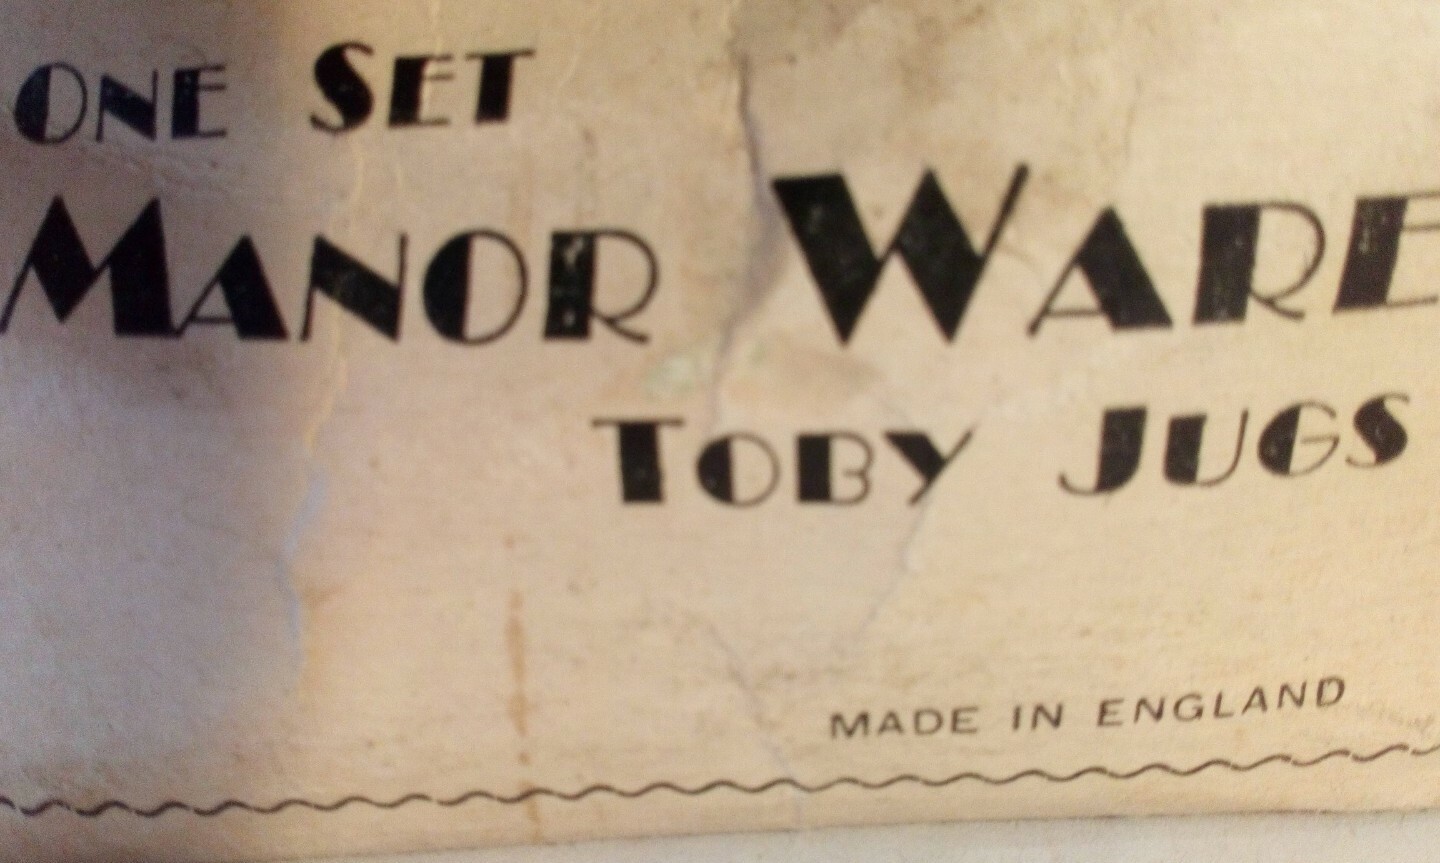 ONE SET
MANOR WARE
TOBY JUGS
MADE IN ENGLAND